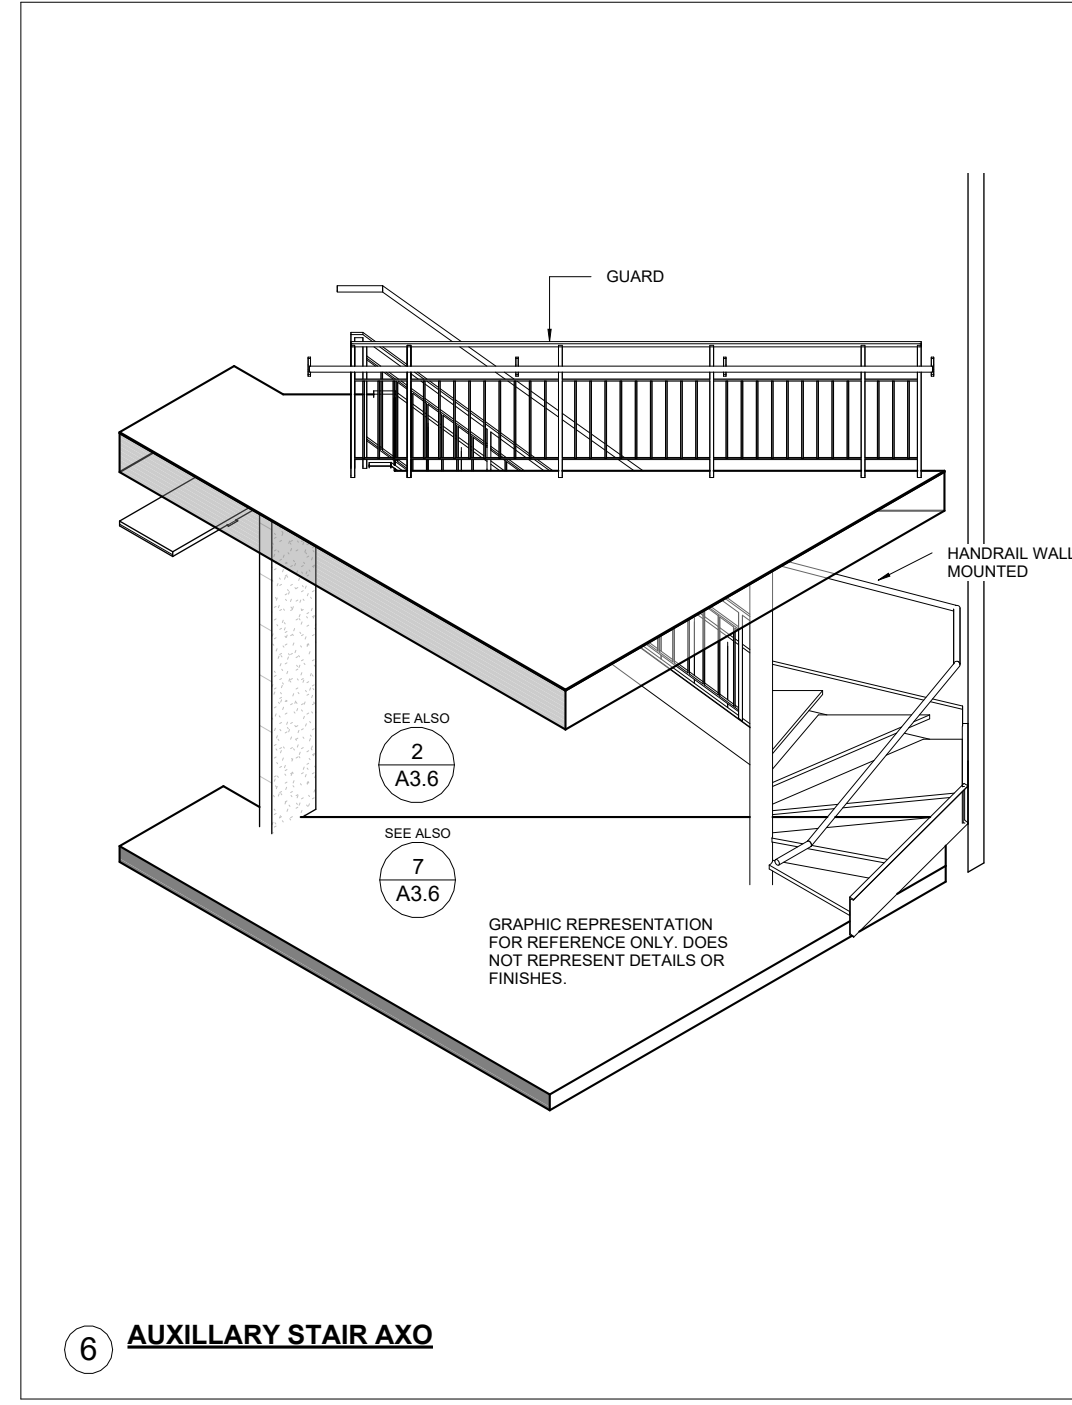 GUARD
HANDRAIL WALL
MOUNTED
SEE ALSO
2
A3.6
SEE ALSO
7
A3.6
GRAPHIC REPRESENTATION
FOR REFERENCE ONLY. DOES
NOT REPRESENT DETAILS OR
FINISHES.
6 AUXILLARY STAIR AXO